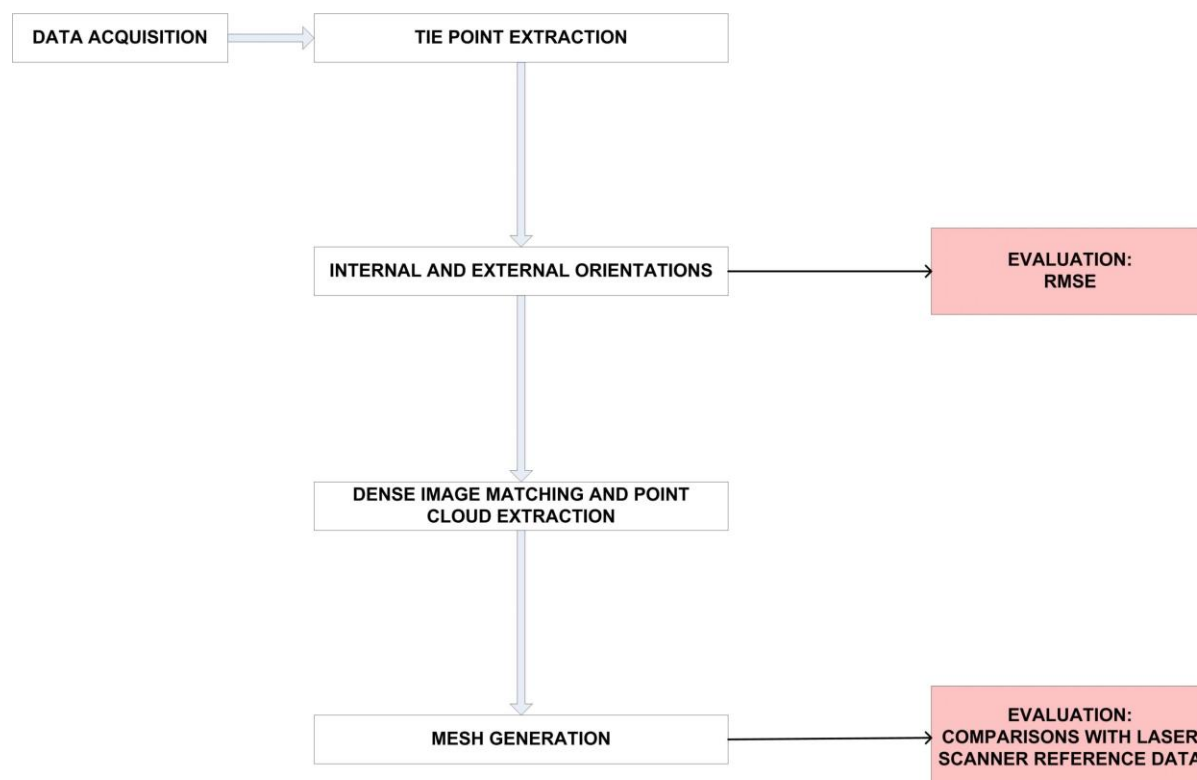 DATA ACQUISITION
TIE POINT EXTRACTION
INTERNAL AND EXTERNAL ORIENTATIONS
EVALUATION:
RMSE
DENSE IMAGE MATCHING AND POINT
CLOUD EXTRACTION
MESH GENERATION
EVALUATION:
COMPARISONS WITH LASER
SCANNER REFERENCE DATA